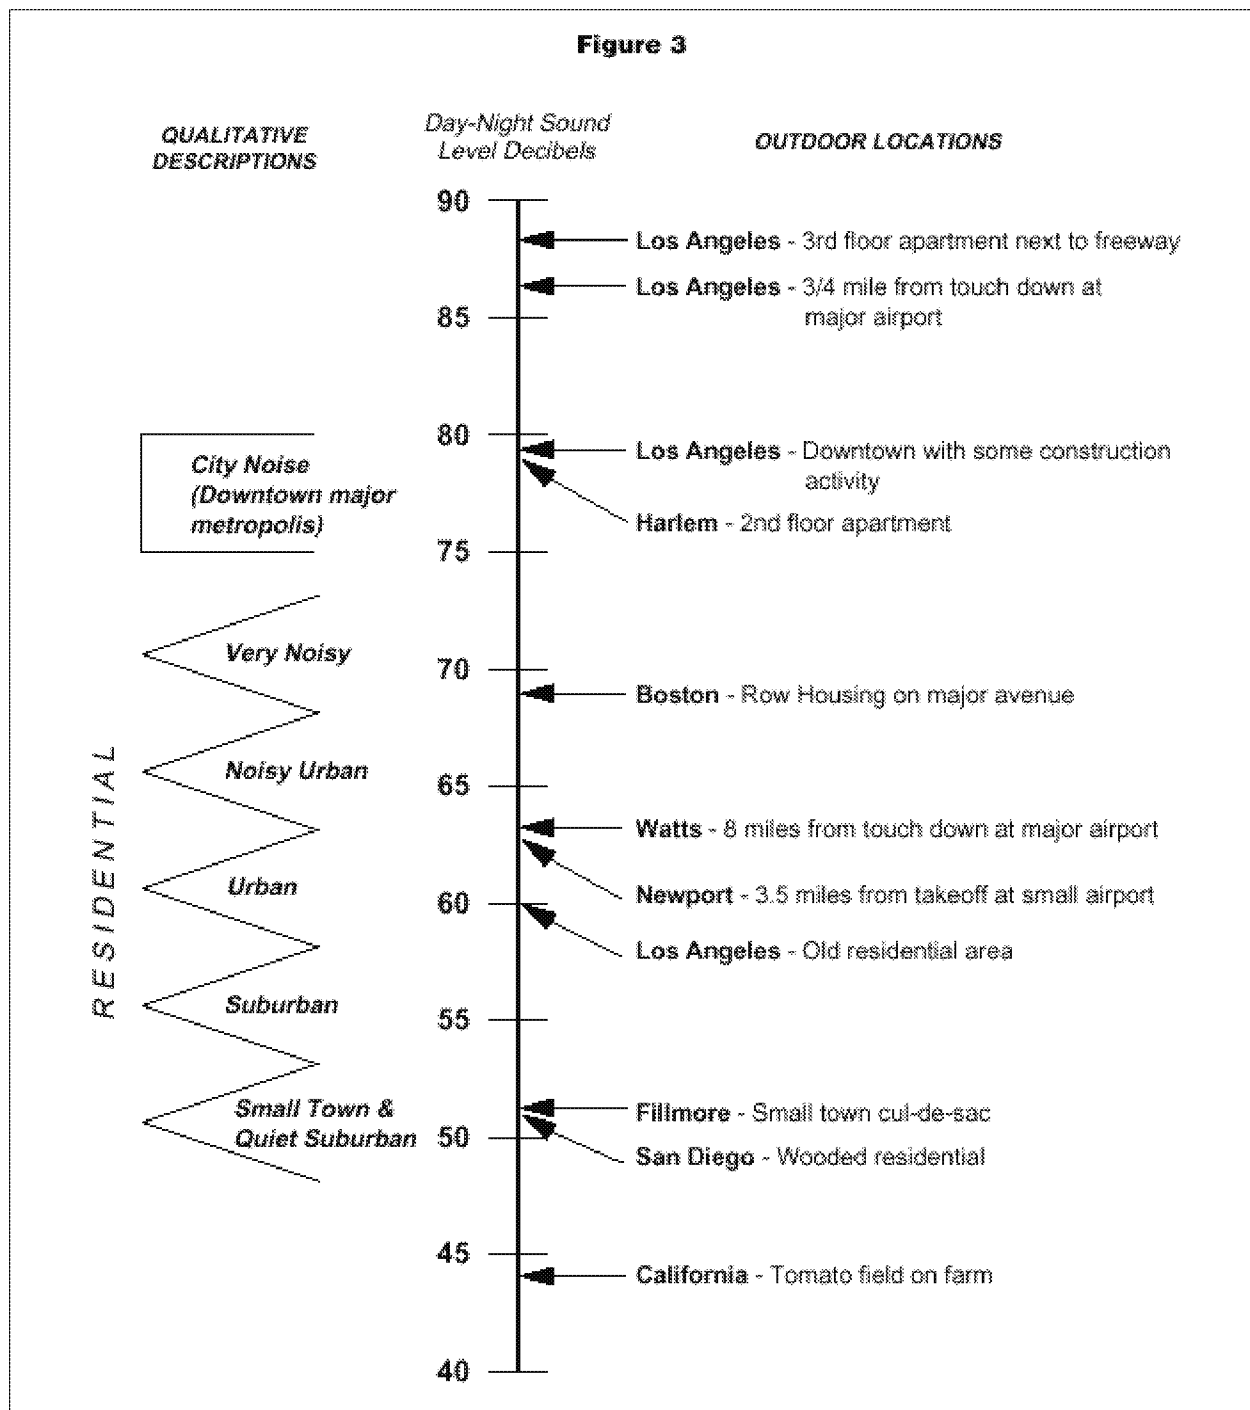 Figure 3
QUALITATIVE
DESCRIPTIONS
Day-Night Sound
Level Decibels
OUTDOOR LOCATIONS
90
Los Angeles - 3rd floor apartment next to freeway
Los Angeles - 3/4 mile from touch down at
major airport
85
80
Los Angeles - Downtown with some construction
activity
City Noise
(Downtown major
metropolis)
Harlem - 2nd floor apartment
75
Very Noisy
70
Boston - Row Housing on major avenue
RESIDENTIAL
Noisy Urban
65
Watts - 8 miles from touch down at major airport
Urban
Newport - 3.5 miles from takeoff at small airport
60
Los Angeles - Old residential area
Suburban
55
Small Town &
Quiet Suburban
Fillmore - Small town cul-de-sac
50
San Diego - Wooded residential
45
California - Tomato field on farm
40